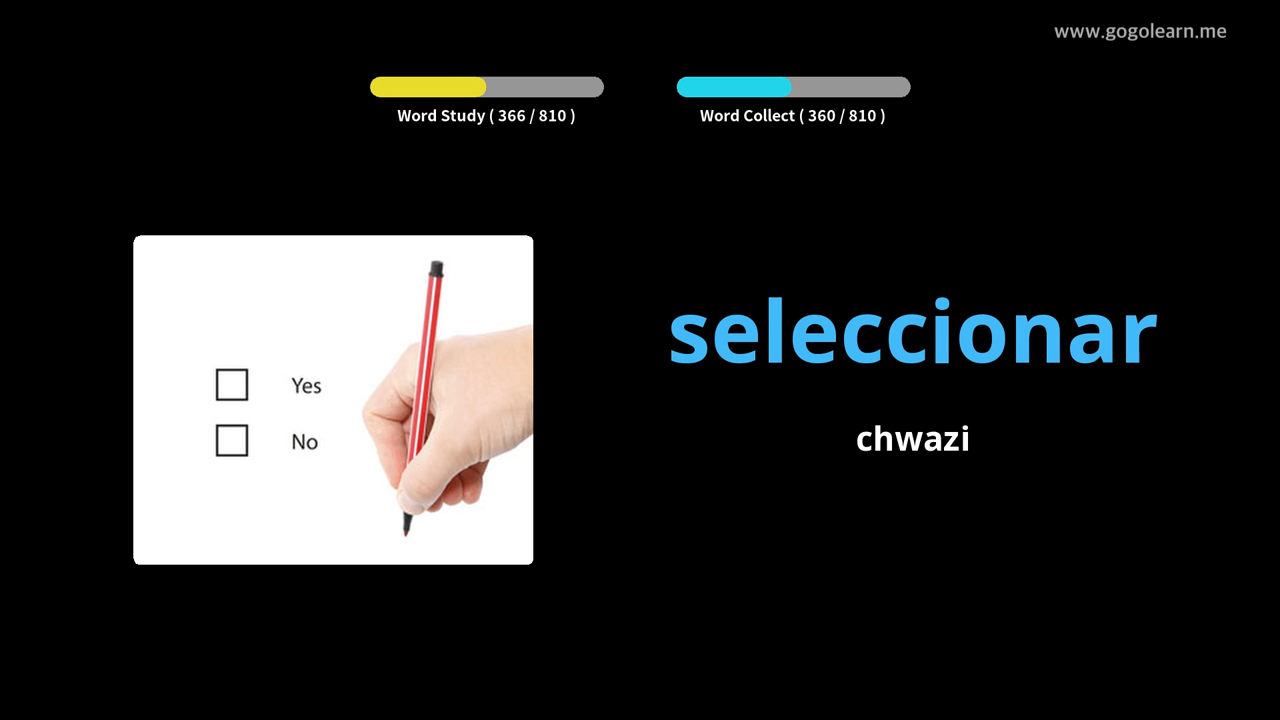 www.gogolearn.me
Word Study ( 366 / 810 )
Word Collect ( 360 / 810 )
seleccionar
chwazi
Yes
No